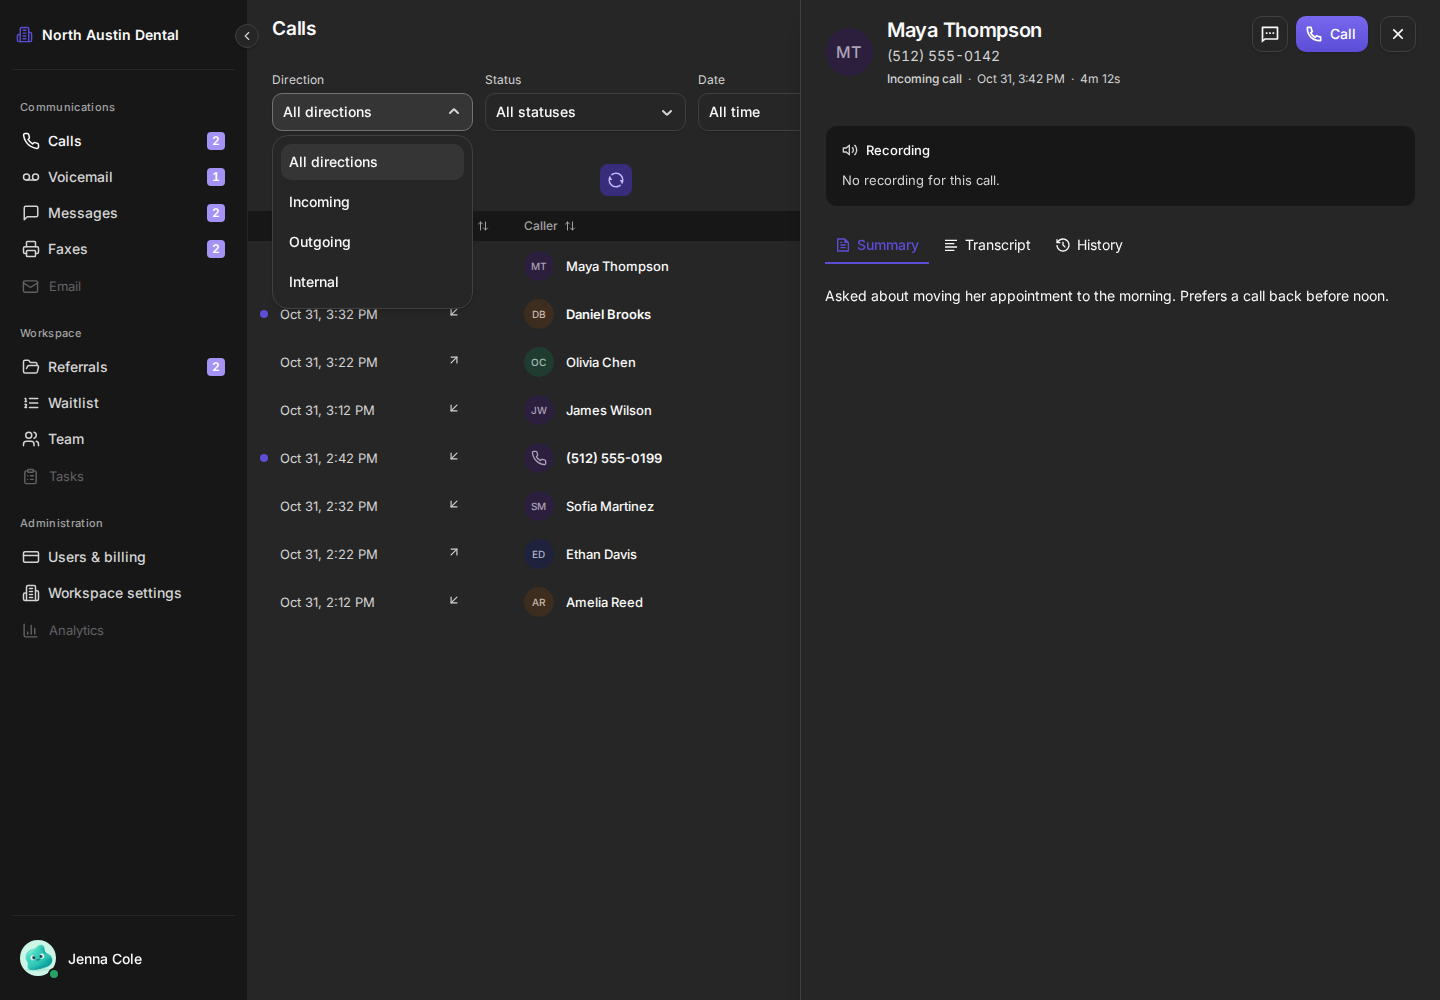 North Austin Dental
Communications
Calls 2
Voicemail 1
Messages 2
Faxes 2
Email
Workspace
Referrals 2
Waitlist
Team
Tasks
Administration
Users & billing
Workspace settings
Analytics
Jenna Cole
Calls
Direction Status Date
All directions All statuses All time
All directions
Incoming
Outgoing
Internal
Caller
MT Maya Thompson
Oct 31, 3:32 PM DB Daniel Brooks
Oct 31, 3:22 PM OC Olivia Chen
Oct 31, 3:12 PM JW James Wilson
Oct 31, 2:42 PM (512) 555-0199
Oct 31, 2:32 PM SM Sofia Martinez
Oct 31, 2:22 PM ED Ethan Davis
Oct 31, 2:12 PM AR Amelia Reed
MT
Maya Thompson
(512) 555-0142
Incoming call · Oct 31, 3:42 PM · 4m 12s
Call
Recording
No recording for this call.
Summary Transcript History
Asked about moving her appointment to the morning. Prefers a call back before noon.